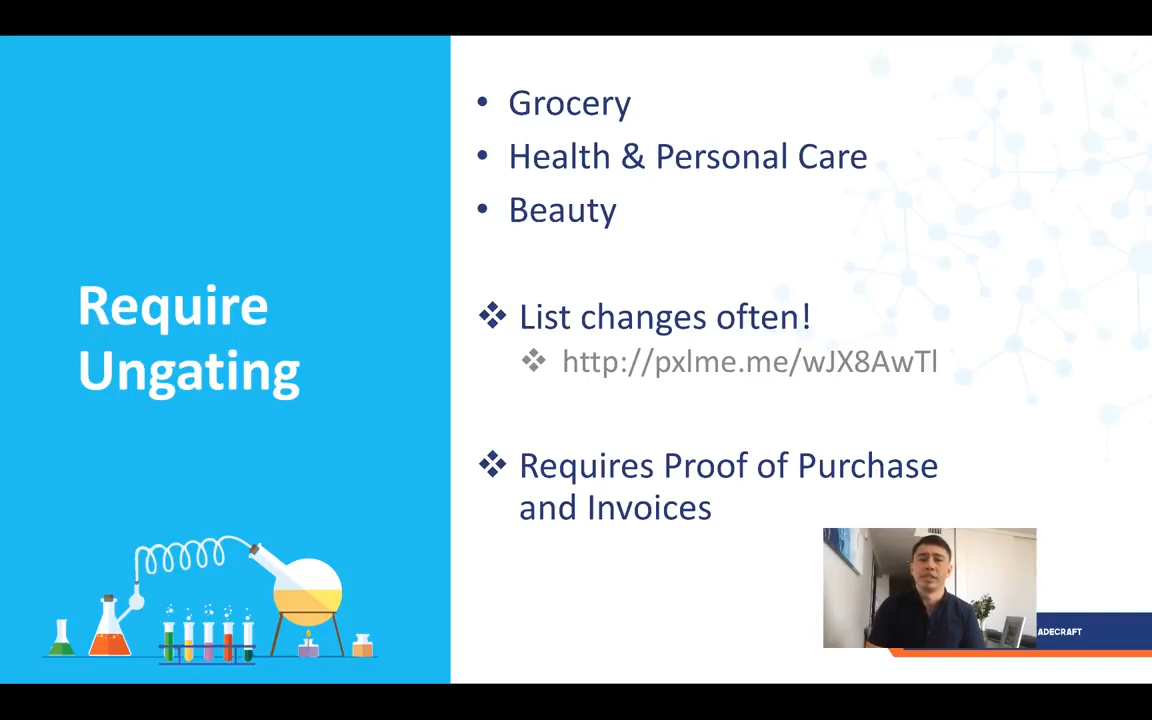 Require
Ungating
• Grocery
• Health & Personal Care
• Beauty
❖ List changes often!
❖ http://pxlme.me/wJX8AwTl
❖ Requires Proof of Purchase
and Invoices
ADECRAFT